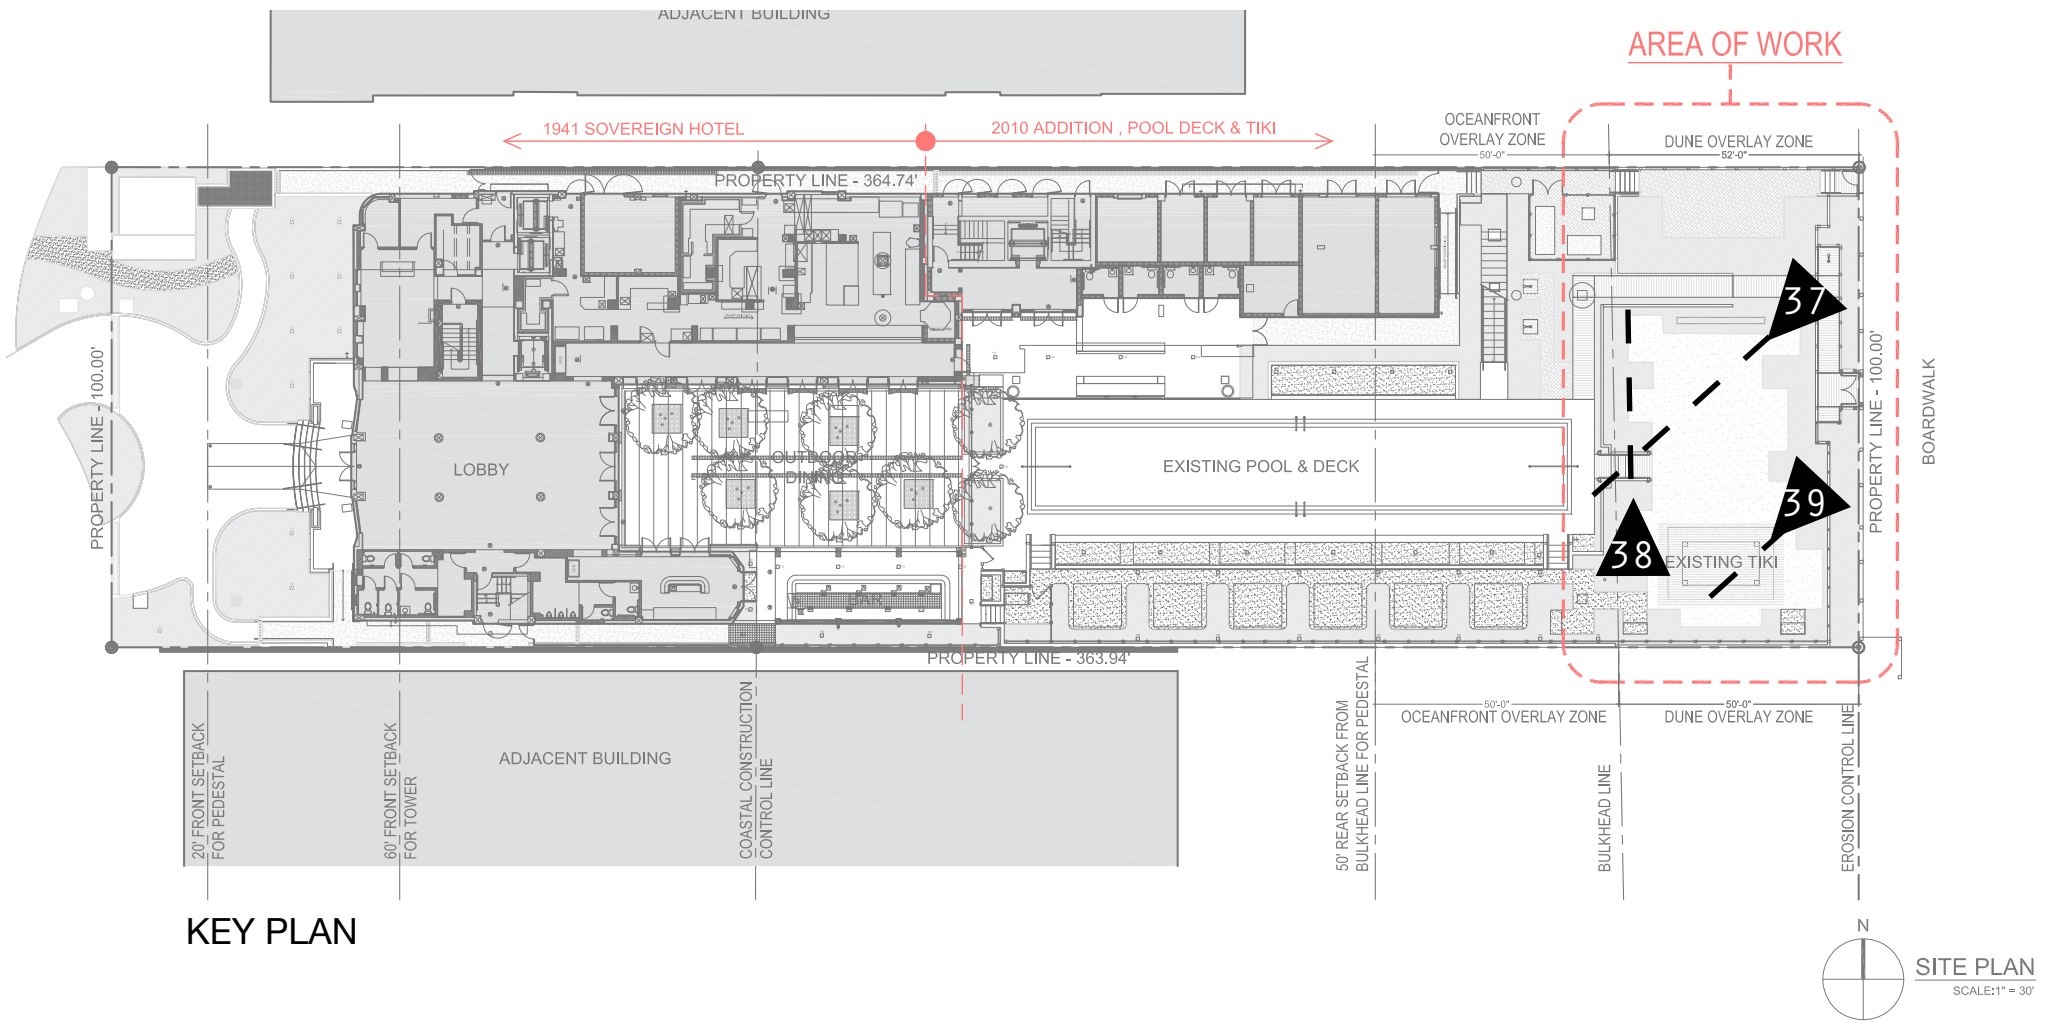 ADJACENT BUILDING
AREA OF WORK
1941 SOVEREIGN HOTEL
2010 ADDITION , POOL DECK & TIKI
OCEANFRONT
OVERLAY ZONE
50'-0"
DUNE OVERLAY ZONE
52'-0"
PROPERTY LINE - 364.74'
PROPERTY LINE - 100.00'
LOBBY
OUTDOOR
DINING
BAR
EXISTING POOL & DECK
37
38
39
EXISTING TIKI
PROPERTY LINE - 100.00'
BOARDWALK
PROPERTY LINE - 363.94'
ADJACENT BUILDING
20' FRONT SETBACK
FOR PEDESTAL
60' FRONT SETBACK
FOR TOWER
COASTAL CONSTRUCTION
CONTROL LINE
50' REAR SETBACK FROM
BULKHEAD LINE FOR PEDESTAL
50'-0"
OCEANFRONT OVERLAY ZONE
50'-0"
DUNE OVERLAY ZONE
BULKHEAD LINE
EROSION CONTROL LINE
KEY PLAN
N
SITE PLAN
SCALE:1" = 30'